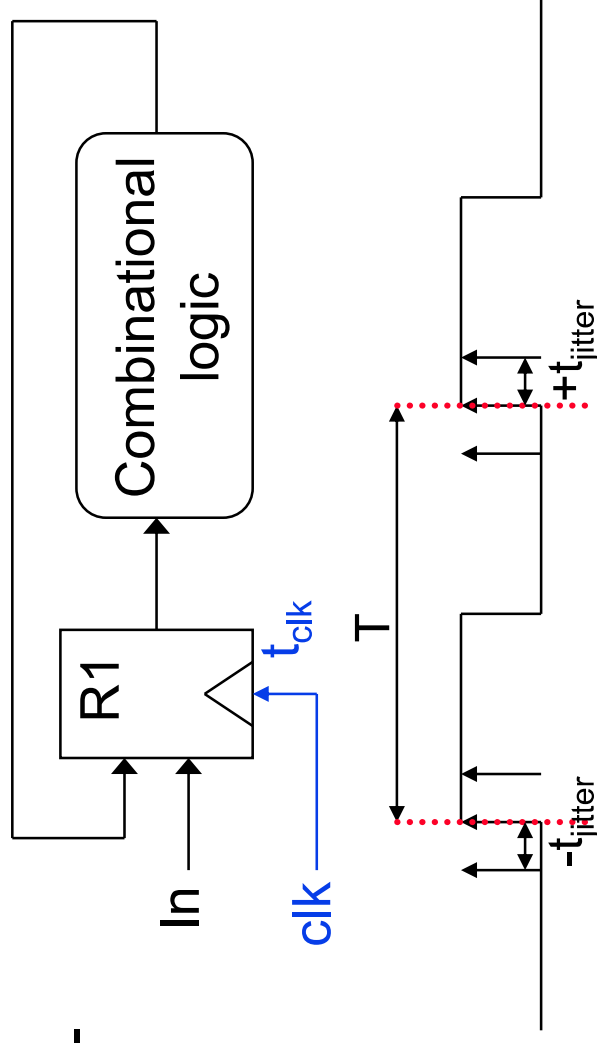 R1
Combinational
logic
In
clk
t_clk
T
-t_jitter
+t_jitter